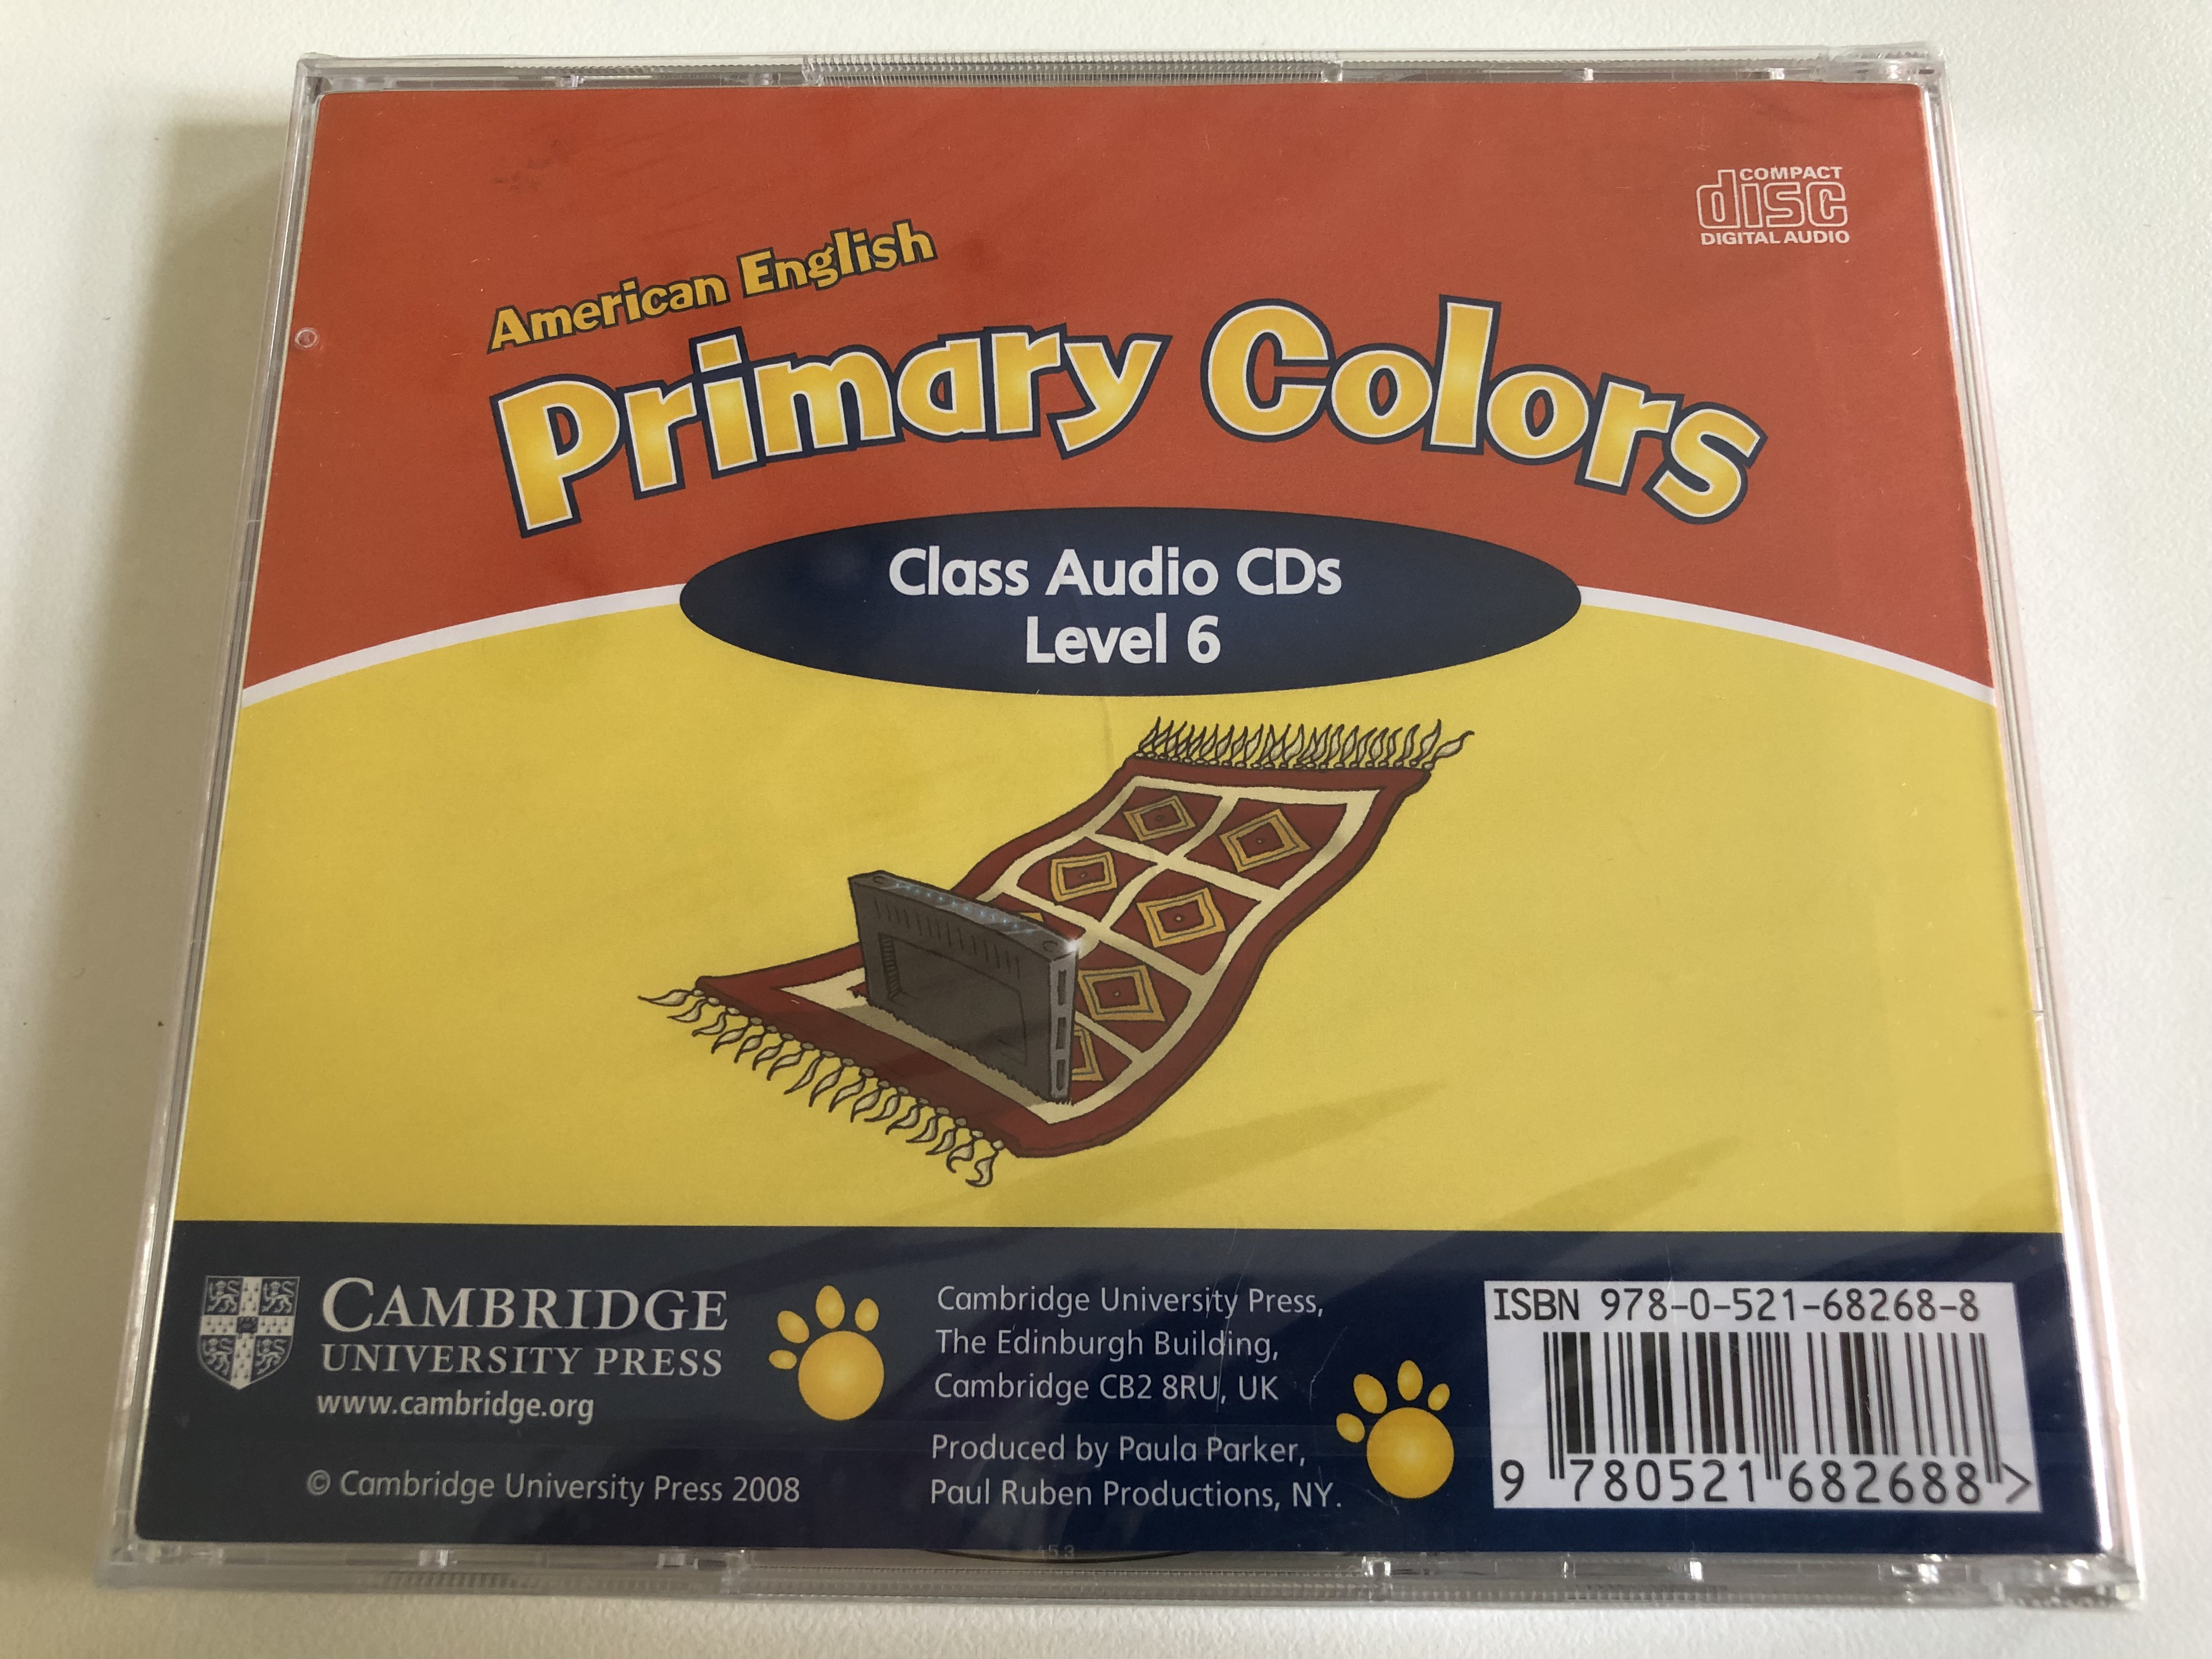 COMPACT
disc
DIGITAL AUDIO
American English
Primary Colors
Class Audio CDs
Level 6
CAMBRIDGE
UNIVERSITY PRESS
www.cambridge.org
© Cambridge University Press 2008
Cambridge University Press,
The Edinburgh Building,
Cambridge CB2 8RU, UK
Produced by Paula Parker,
Paul Ruben Productions, NY.
ISBN 978-0-521-68268-8
9 780521 682688 >